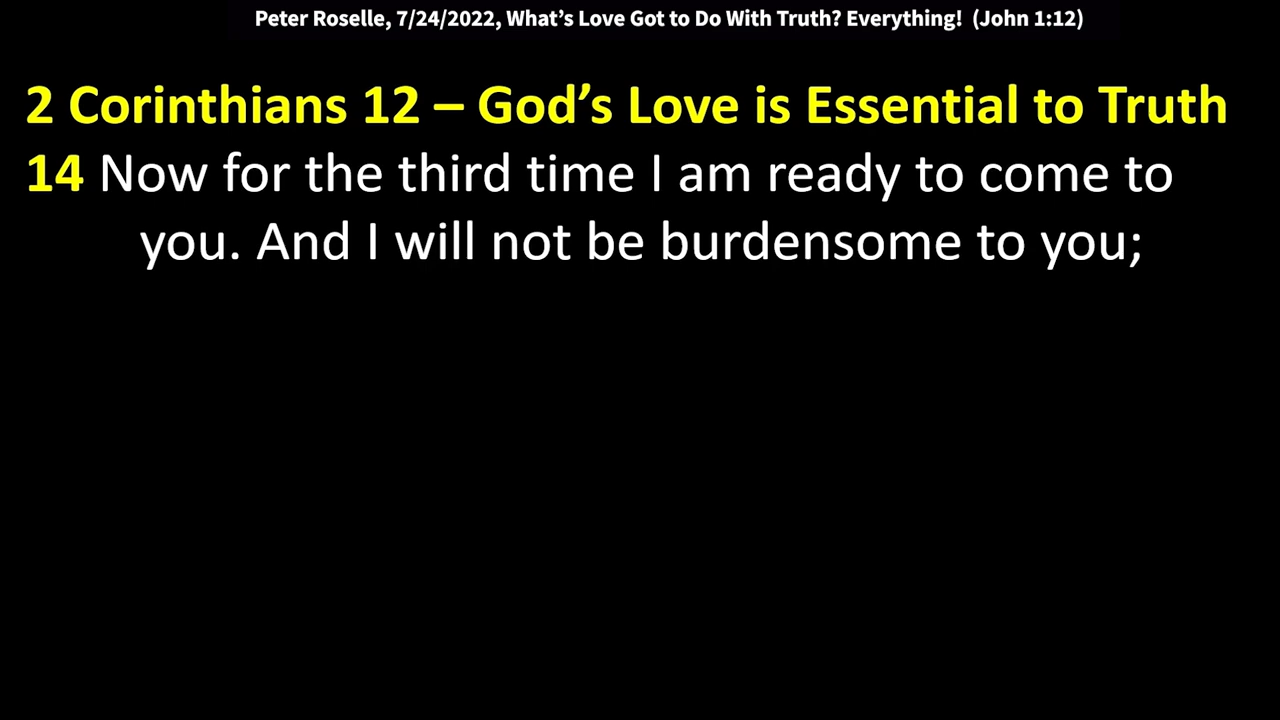 Peter Roselle, 7/24/2022, What’s Love Got to Do With Truth? Everything!  (John 1:12)
2 Corinthians 12 – God’s Love is Essential to Truth
14 Now for the third time I am ready to come to
you. And I will not be burdensome to you;